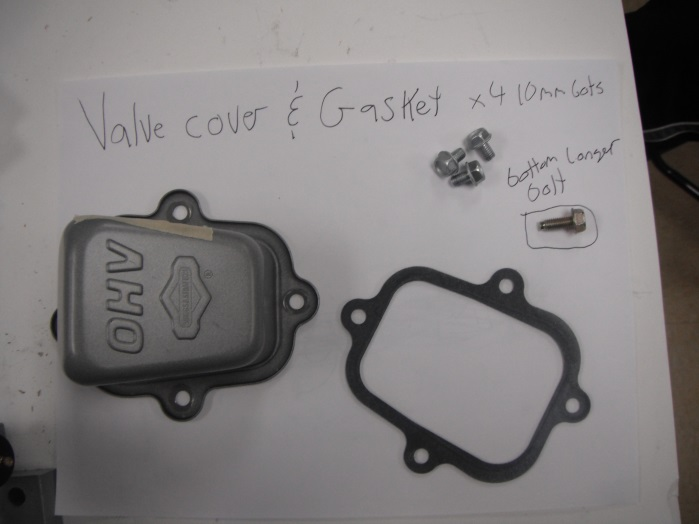 Valve cover & Gasket x4 10mm bolts
bottom longer
bolt
OHV